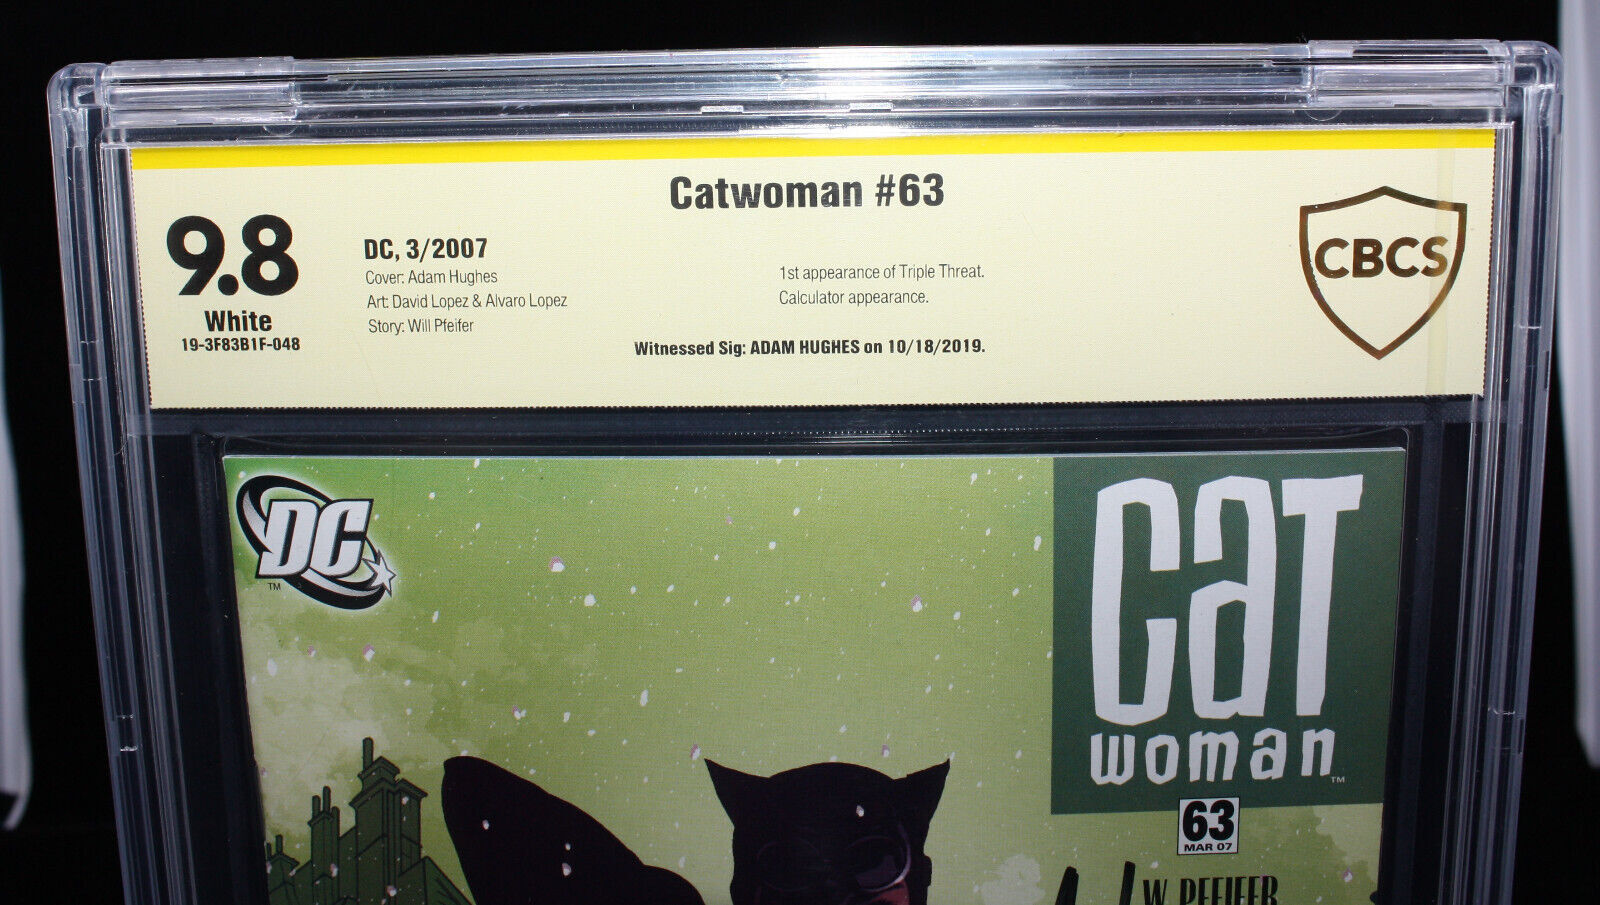 Catwoman #63
9.8
White
19-3F83B1F-048
DC, 3/2007
Cover: Adam Hughes
Art: David Lopez & Alvaro Lopez
Story: Will Pfeifer
1st appearance of Triple Threat.
Calculator appearance.
Witnessed Sig: ADAM HUGHES on 10/18/2019.
CBCS
DC
TM
CaT
woman
TM
63
MAR 07
W. PFEIFER